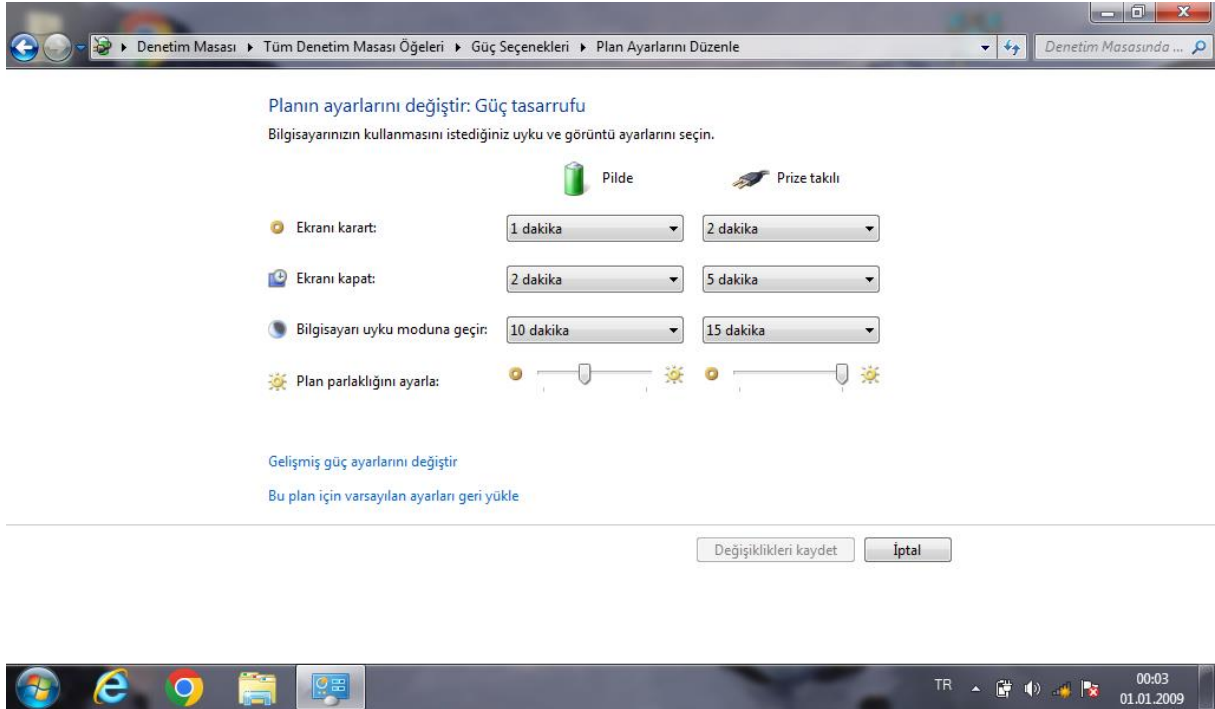 Denetim Masası ▸ Tüm Denetim Masası Öğeleri ▸ Güç Seçenekleri ▸ Plan Ayarlarını Düzenle
Denetim Masasında ...
Planın ayarlarını değiştir: Güç tasarrufu
Bilgisayarınızın kullanmasını istediğiniz uyku ve görüntü ayarlarını seçin.
Pilde Prize takılı
Ekranı karart: 1 dakika 2 dakika
Ekranı kapat: 2 dakika 5 dakika
Bilgisayarı uyku moduna geçir: 10 dakika 15 dakika
Plan parlaklığını ayarla:
Gelişmiş güç ayarlarını değiştir
Bu plan için varsayılan ayarları geri yükle
Değişiklikleri kaydet İptal
TR 00:03
01.01.2009